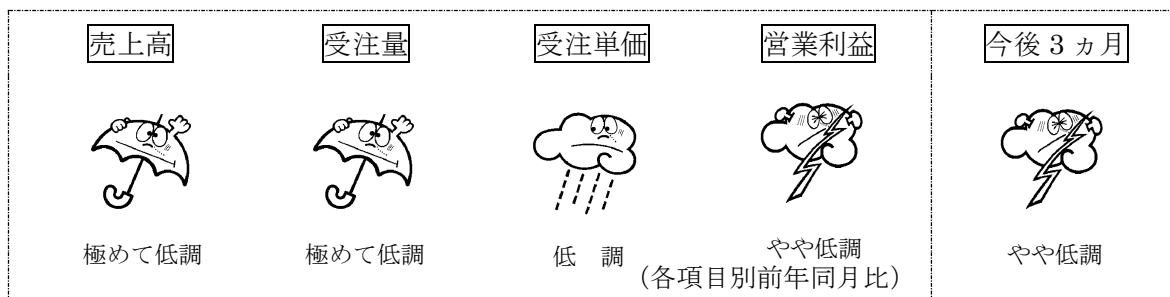 売上高 受注量 受注単価 営業利益 今後3ヵ月
極めて低調 極めて低調 低　調 やや低調 やや低調
（各項目別前年同月比）